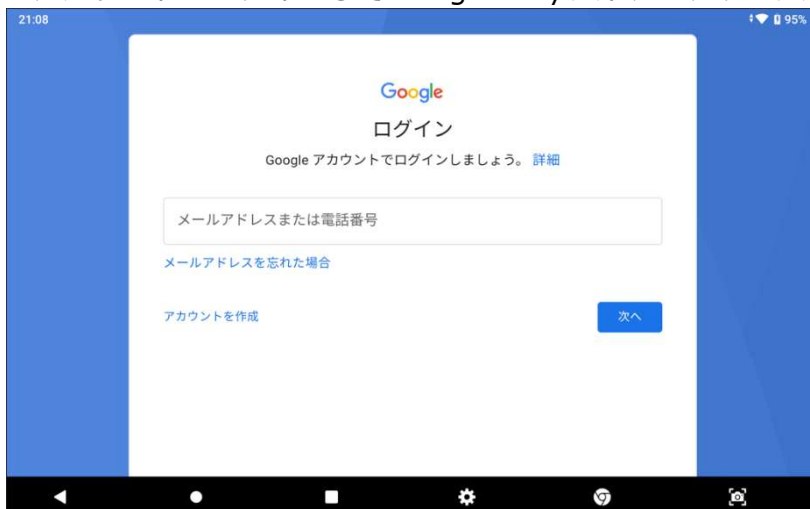 21:08
95%
Google
ログイン
Google アカウントでログインしましょう。 詳細
メールアドレスまたは電話番号
メールアドレスを忘れた場合
アカウントを作成
次へ